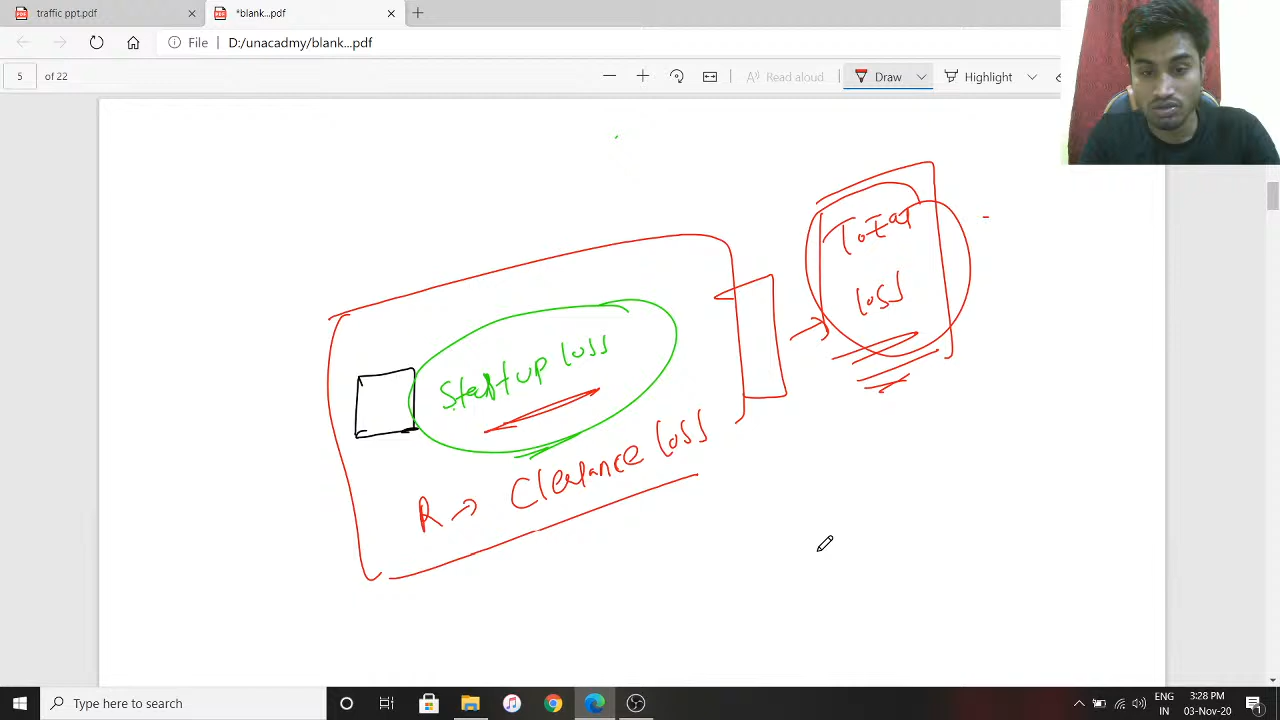 traffic ppt.pdf
*blank...pdf
File D:/unacadmy/blank...pdf
5 of 22
Read aloud
Draw
Highlight
Total
loss
Startup loss
R → Clearance loss
Type here to search
ENG
IN
3:28 PM
03-Nov-20
1